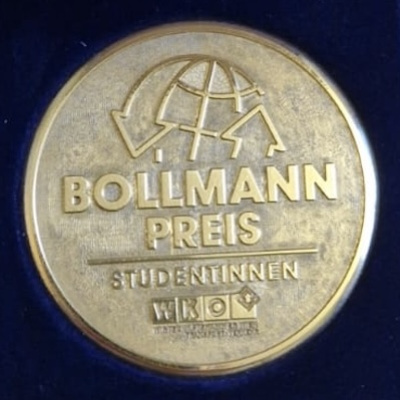 BOLLMANN
PREIS
STUDENTINNEN
WKO